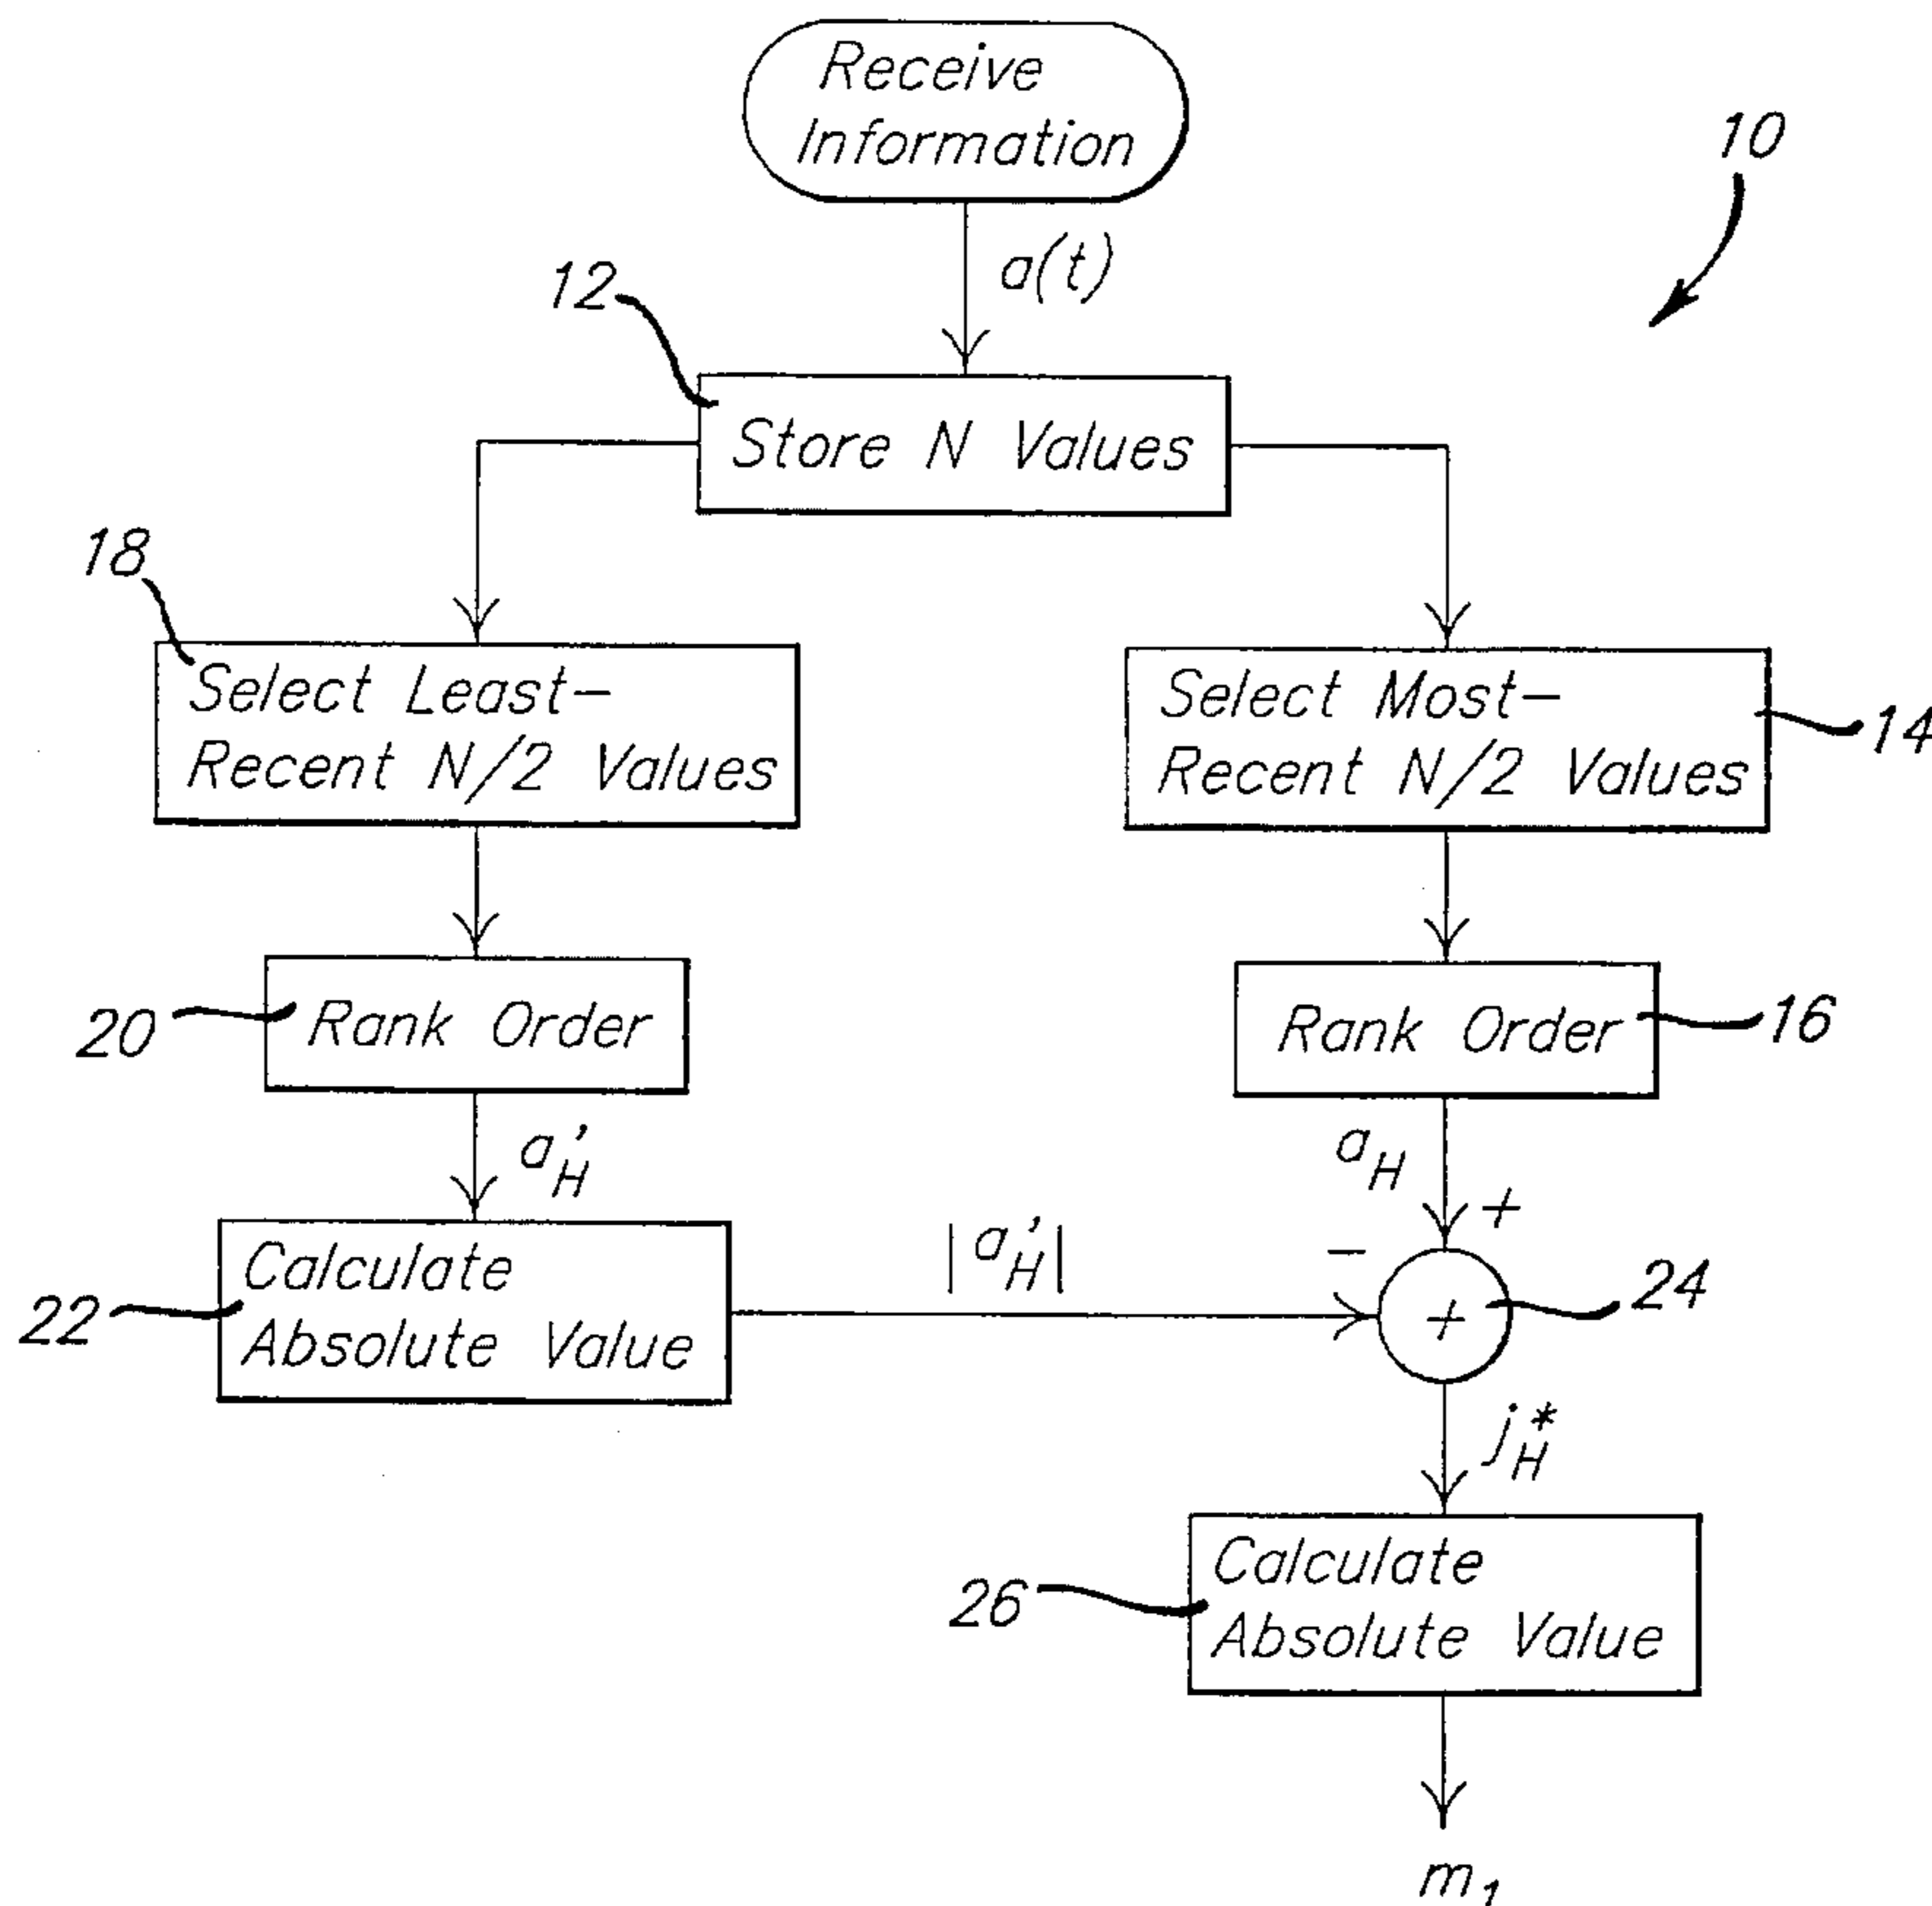 Receive
Information
10
a(t)
12
Store N Values
18
Select Least-
Recent N/2 Values
Select Most-
Recent N/2 Values
14
20
Rank Order
Rank Order
16
a'H
aH
+
22
Calculate
Absolute Value
|a'H|
-
+
24
j*H
26
Calculate
Absolute Value
m1